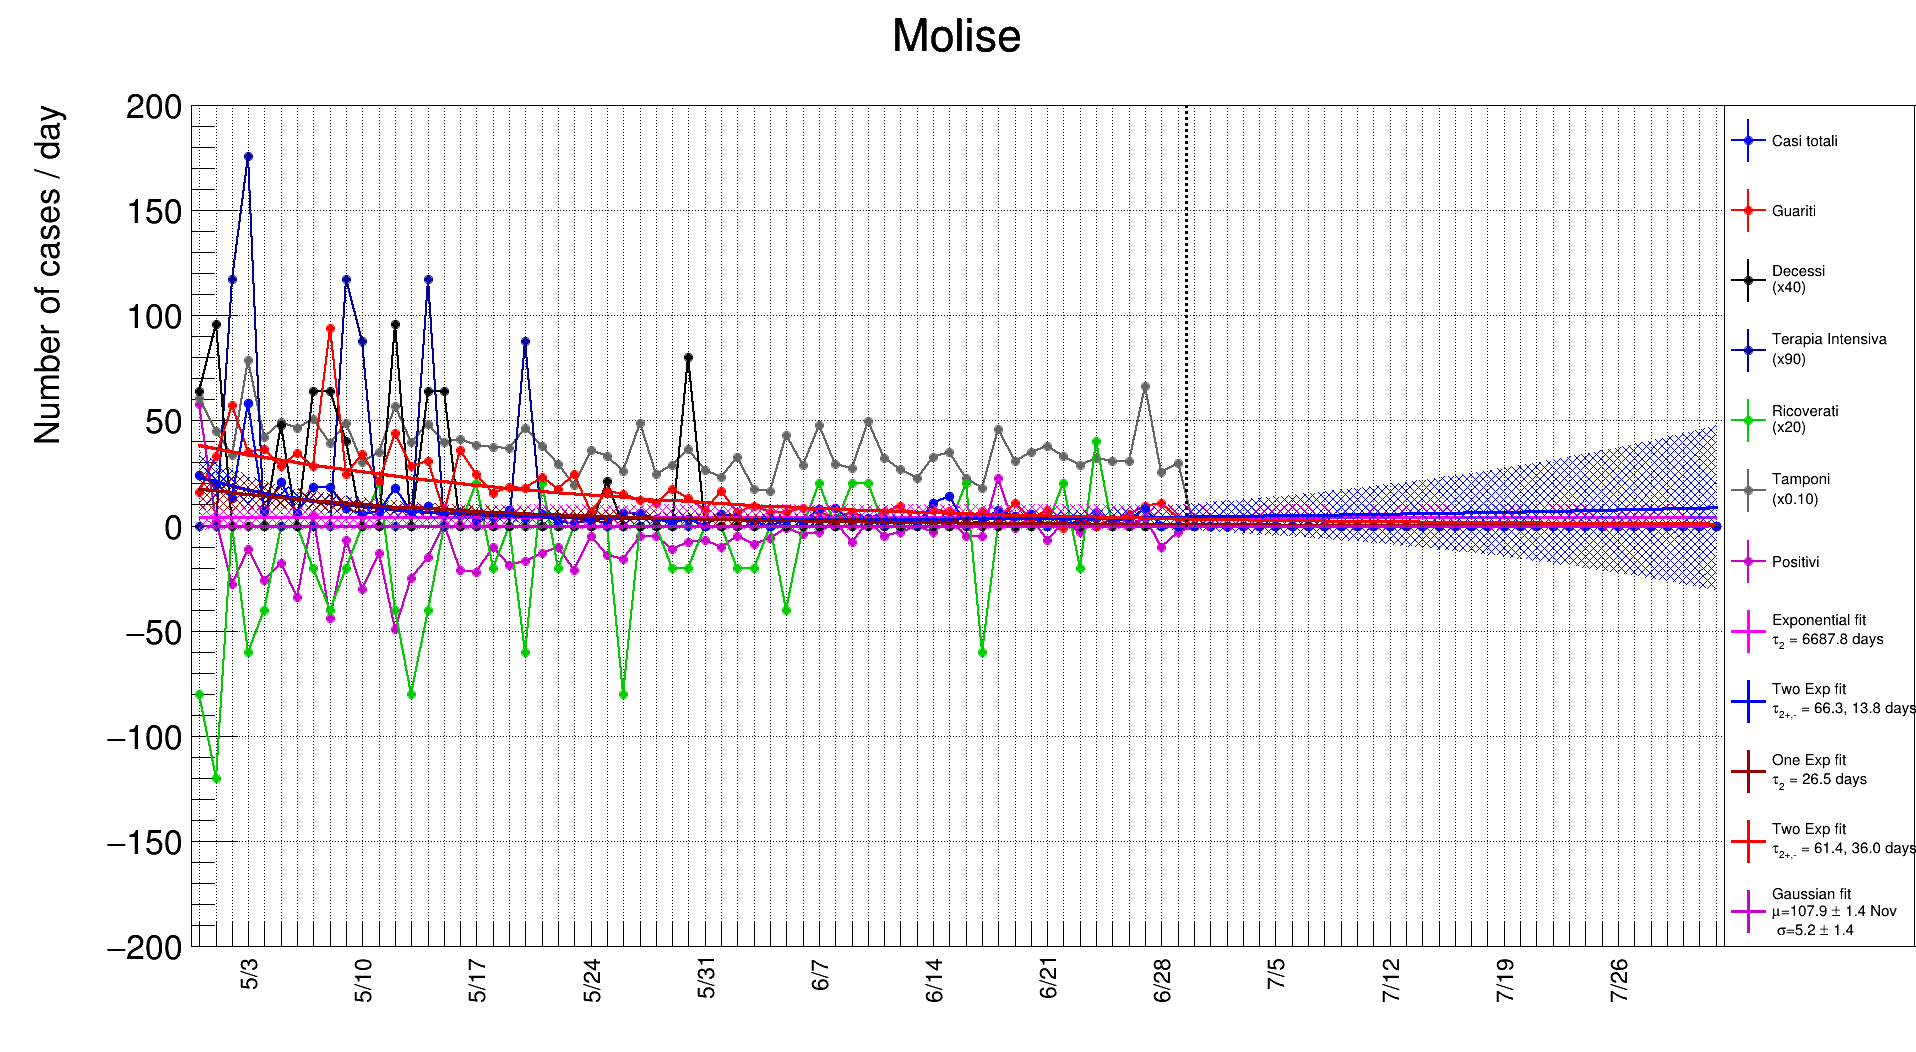 Molise
Number of cases / day
200
150
100
50
0
−50
−100
−150
−200
5/3
5/10
5/17
5/24
5/31
6/7
6/14
6/21
6/28
7/5
7/12
7/19
7/26
Casi totali
Guariti
Decessi
(x40)
Terapia Intensiva
(x90)
Ricoverati
(x20)
Tamponi
(x0.10)
Positivi
Exponential fit
τ2 = 6687.8 days
Two Exp fit
τ2+,- = 66.3, 13.8 days
One Exp fit
τ2 = 26.5 days
Two Exp fit
τ2+,- = 61.4, 36.0 days
Gaussian fit
μ=107.9 ± 1.4 Nov
σ=5.2 ± 1.4